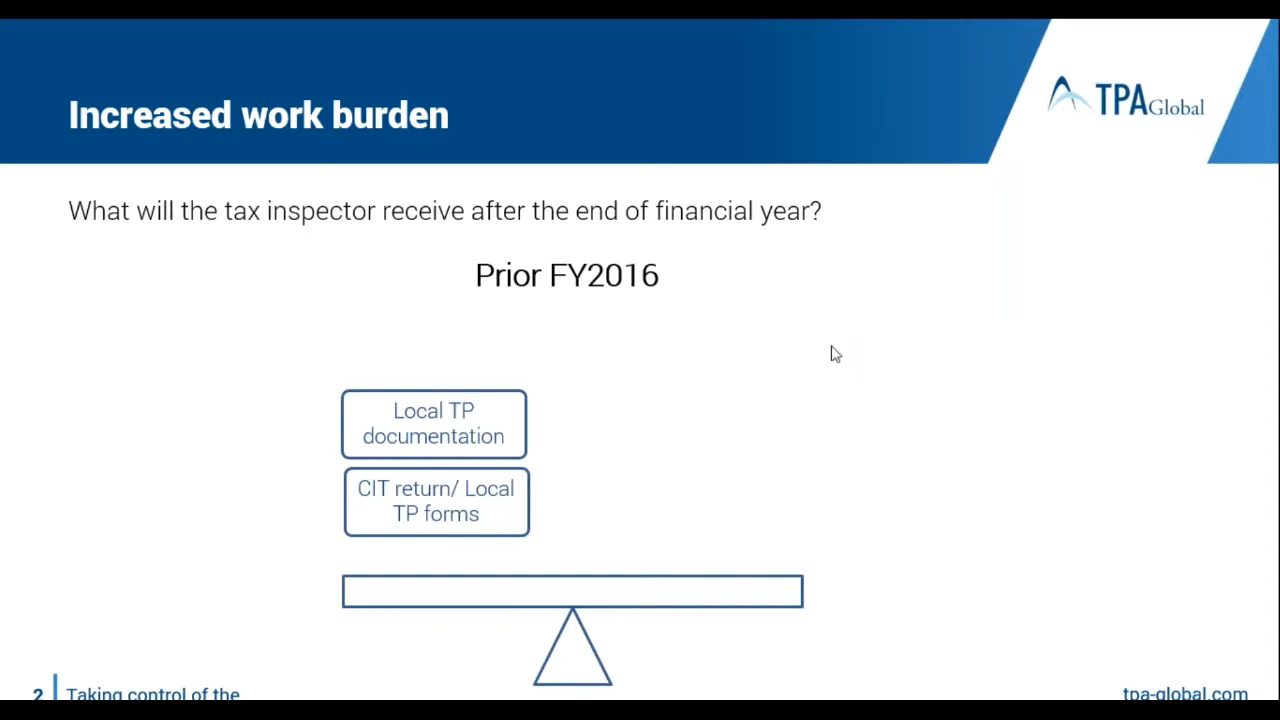 Increased work burden
TPA Global
What will the tax inspector receive after the end of financial year?
Prior FY2016
Local TP
documentation
CIT return/ Local
TP forms
2
Taking control of the
tpa-global.com